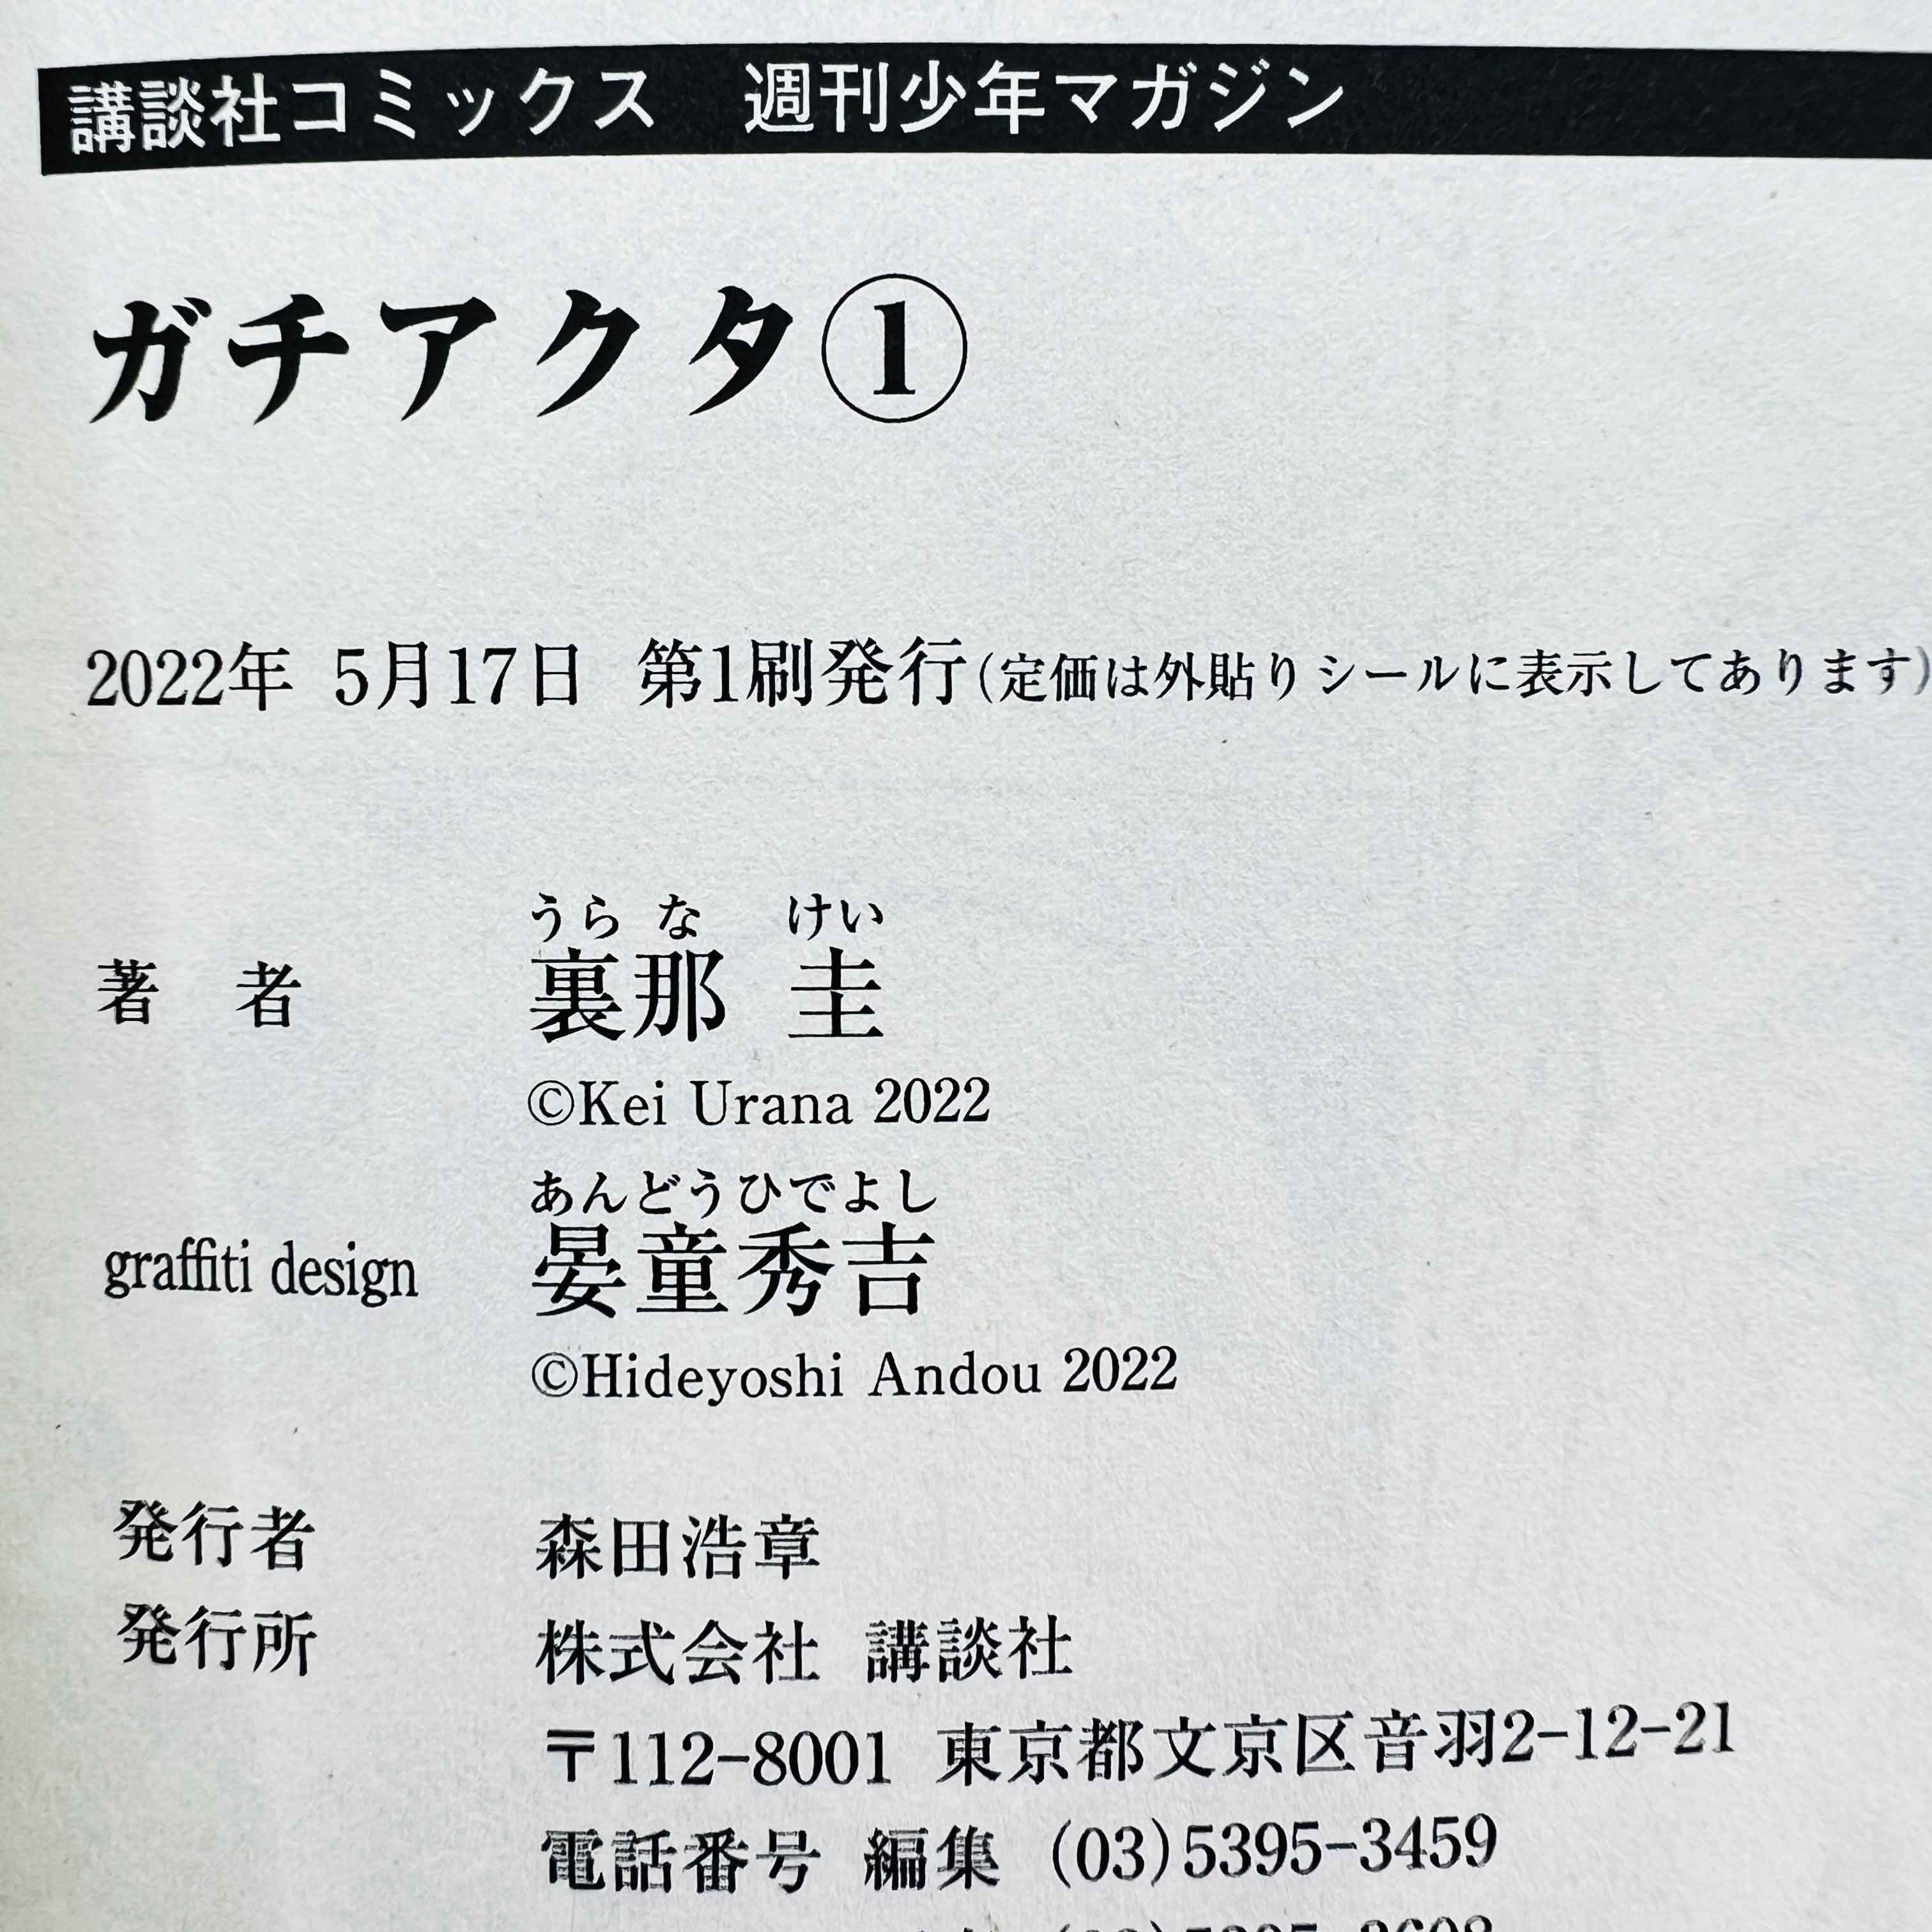 講談社コミックス　週刊少年マガジン
ガチアクタ①
2022年 5月17日 第1刷発行(定価は外貼りシールに表示してあります)
うらな けい
著 者 裏那 圭
©Kei Urana 2022
あんどうひでよし
graffiti design 晏童秀吉
©Hideyoshi Andou 2022
発行者 森田浩章
発行所 株式会社 講談社
〒112-8001 東京都文京区音羽2-12-21
電話番号 編集 (03)5395-3459